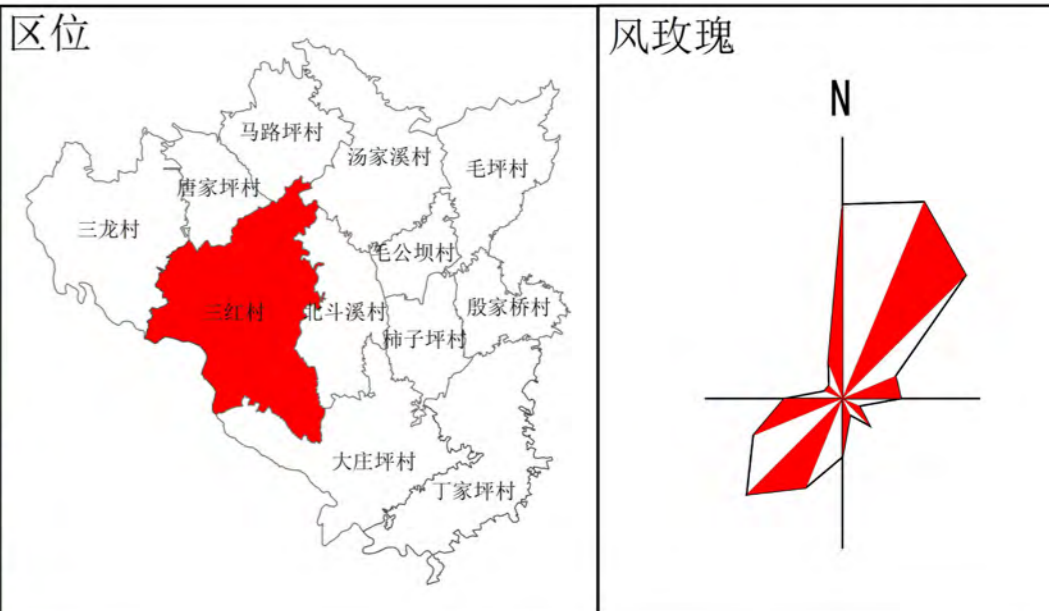 区位
马路坪村
汤家溪村
毛坪村
唐家坪村
三龙村
毛公坝村
三红村
北斗溪村
殷家桥村
柿子坪村
大庄坪村
丁家坪村
风玫瑰
N